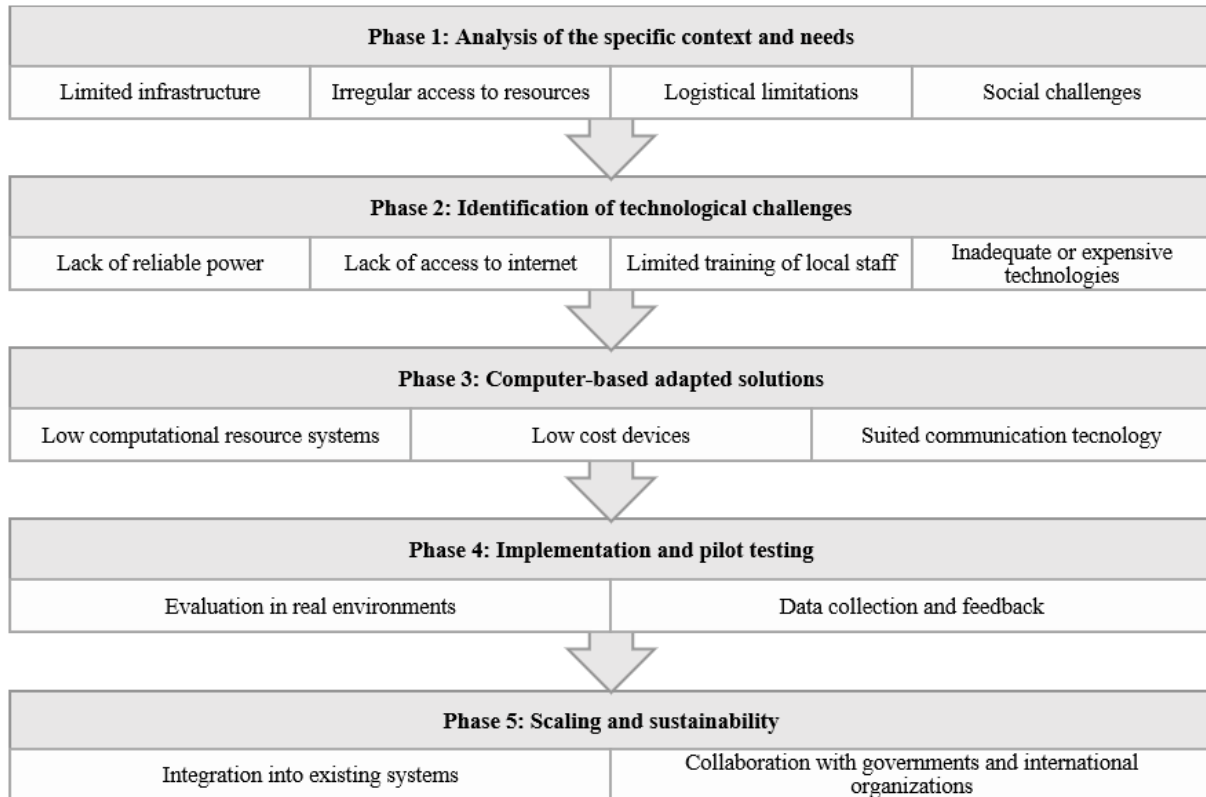 Phase 1: Analysis of the specific context and needs
Limited infrastructure
Irregular access to resources
Logistical limitations
Social challenges
Phase 2: Identification of technological challenges
Lack of reliable power
Lack of access to internet
Limited training of local staff
Inadequate or expensive
technologies
Phase 3: Computer-based adapted solutions
Low computational resource systems
Low cost devices
Suited communication tecnology
Phase 4: Implementation and pilot testing
Evaluation in real environments
Data collection and feedback
Phase 5: Scaling and sustainability
Integration into existing systems
Collaboration with governments and international
organizations